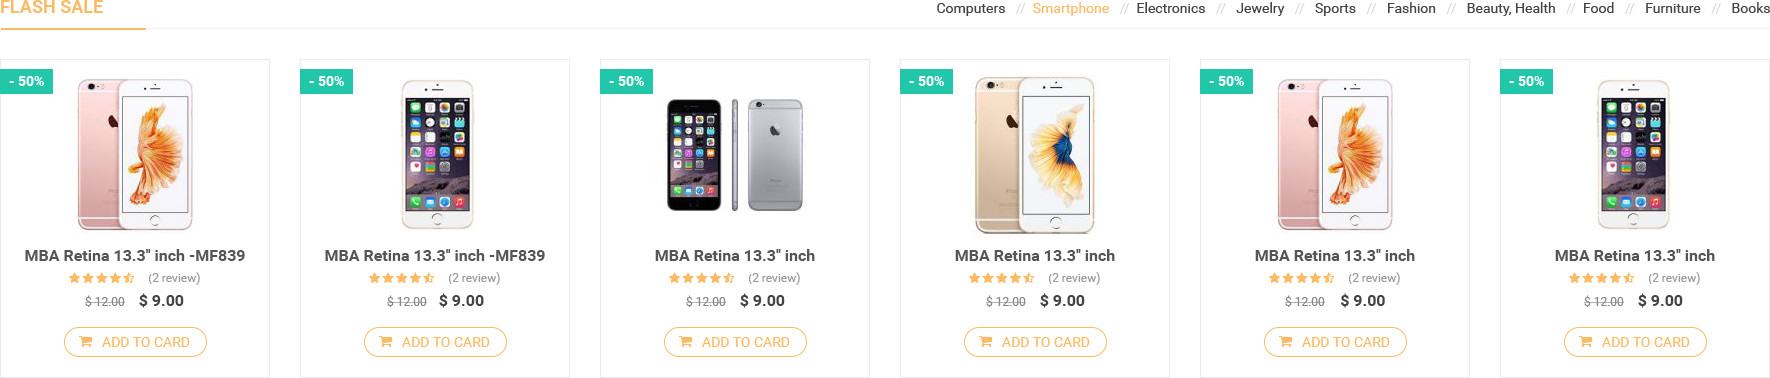 FLASH SALE
Computers // Smartphone // Electronics // Jewelry // Sports // Fashion // Beauty, Health // Food // Furniture // Books
- 50%
MBA Retina 13.3" inch -MF839
(2 review)
$ 12.00 $ 9.00
ADD TO CARD
- 50%
MBA Retina 13.3" inch -MF839
(2 review)
$ 12.00 $ 9.00
ADD TO CARD
- 50%
MBA Retina 13.3" inch
(2 review)
$ 12.00 $ 9.00
ADD TO CARD
- 50%
MBA Retina 13.3" inch
(2 review)
$ 12.00 $ 9.00
ADD TO CARD
- 50%
MBA Retina 13.3" inch
(2 review)
$ 12.00 $ 9.00
ADD TO CARD
- 50%
MBA Retina 13.3" inch
(2 review)
$ 12.00 $ 9.00
ADD TO CARD